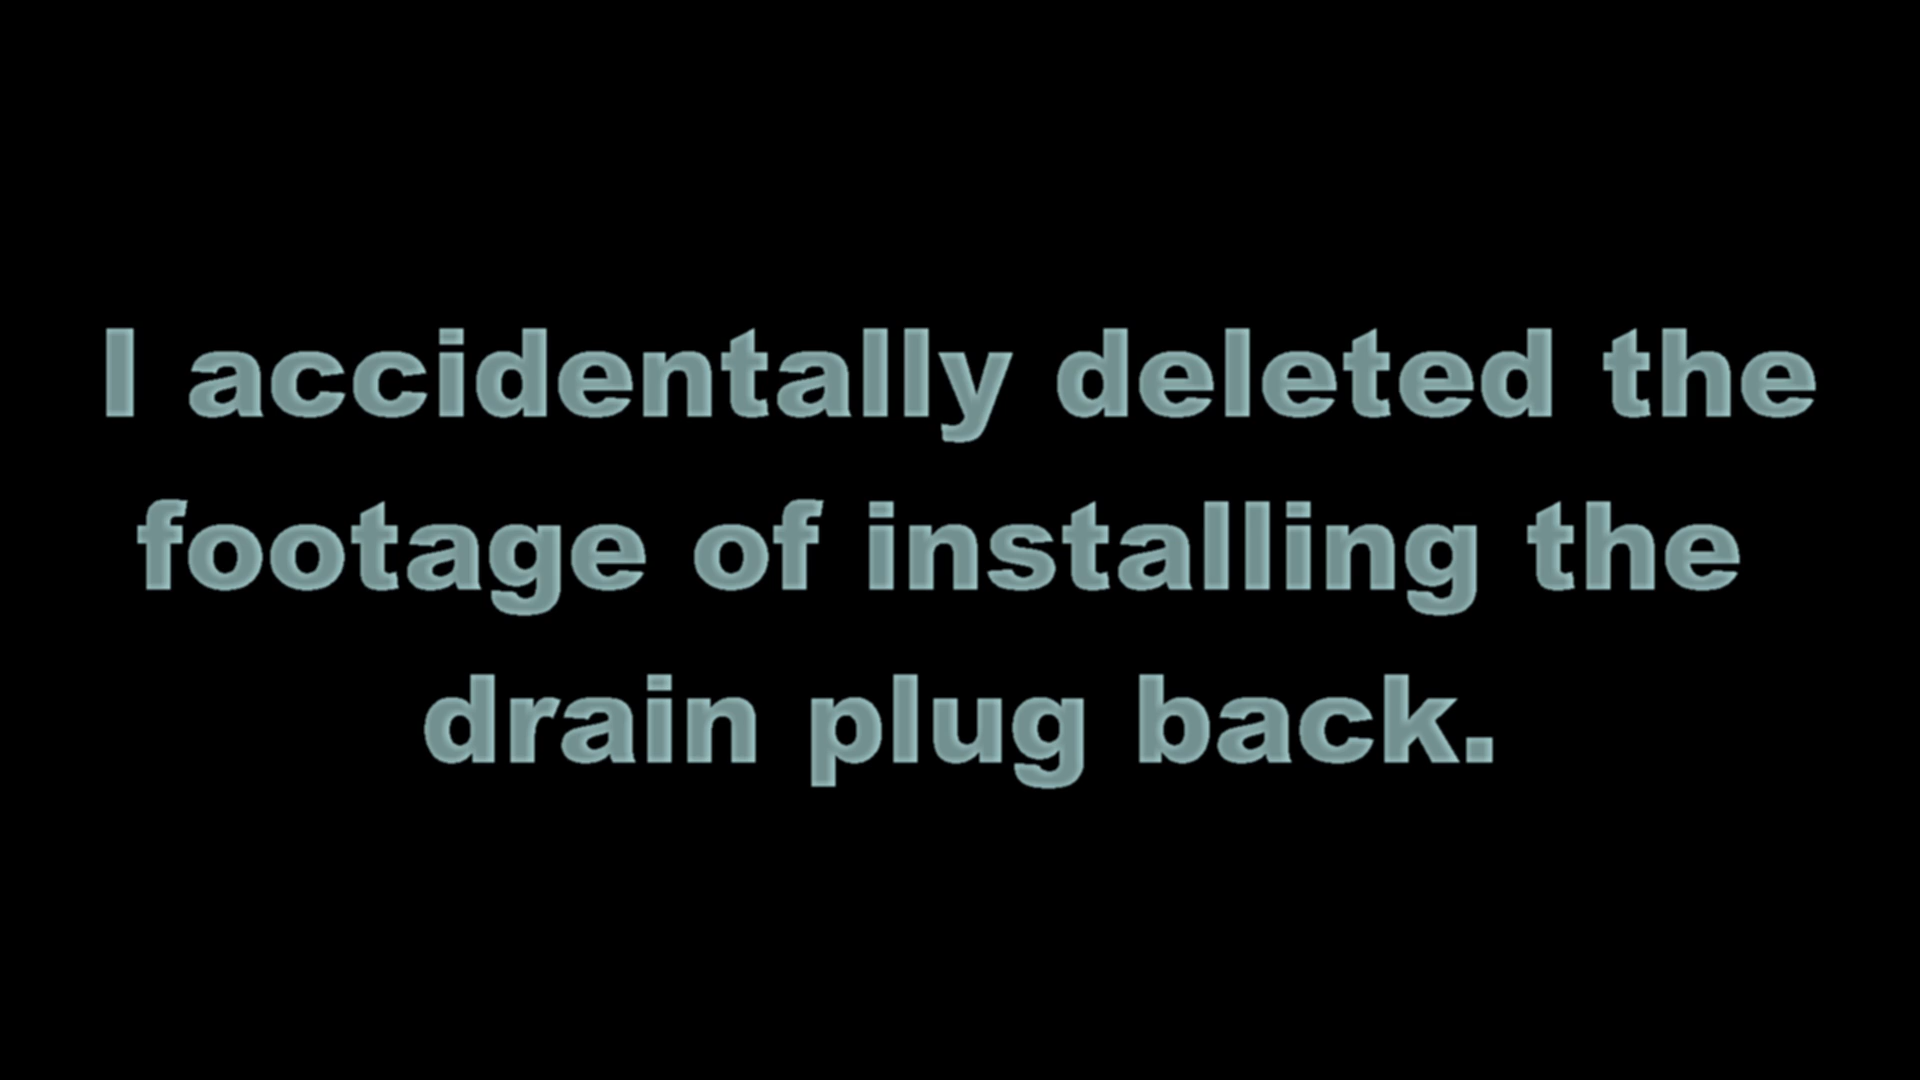 I accidentally deleted the
footage of installing the
drain plug back.